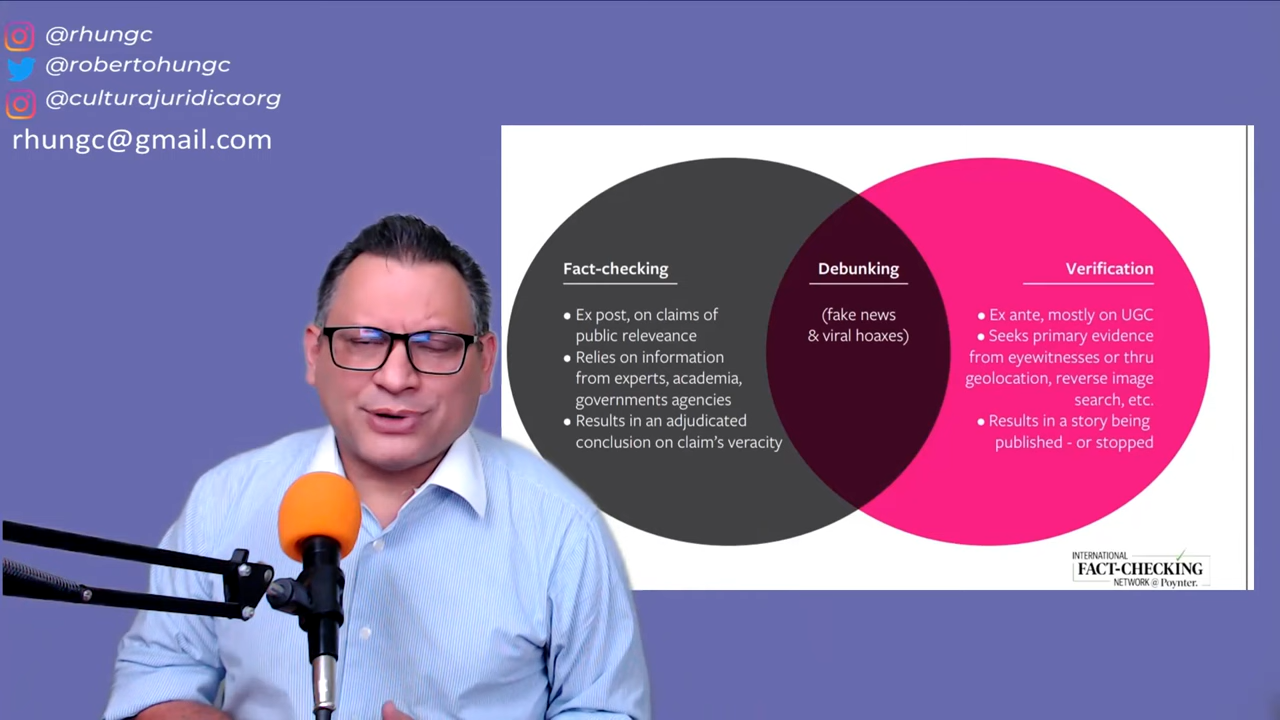 @rhungc
@robertohungc
@culturajuridicaorg
rhungc@gmail.com
Fact-checking
● Ex post, on claims of
public releveance
● Relies on information
from experts, academia,
governments agencies
● Results in an adjudicated
conclusion on claim's veracity
Debunking
(fake news
& viral hoaxes)
Verification
● Ex ante, mostly on UGC
● Seeks primary evidence
from eyewitnesses or thru
geolocation, reverse image
search, etc.
● Results in a story being
published - or stopped
INTERNATIONAL
FACT-CHECKING
NETWORK @ Poynter.